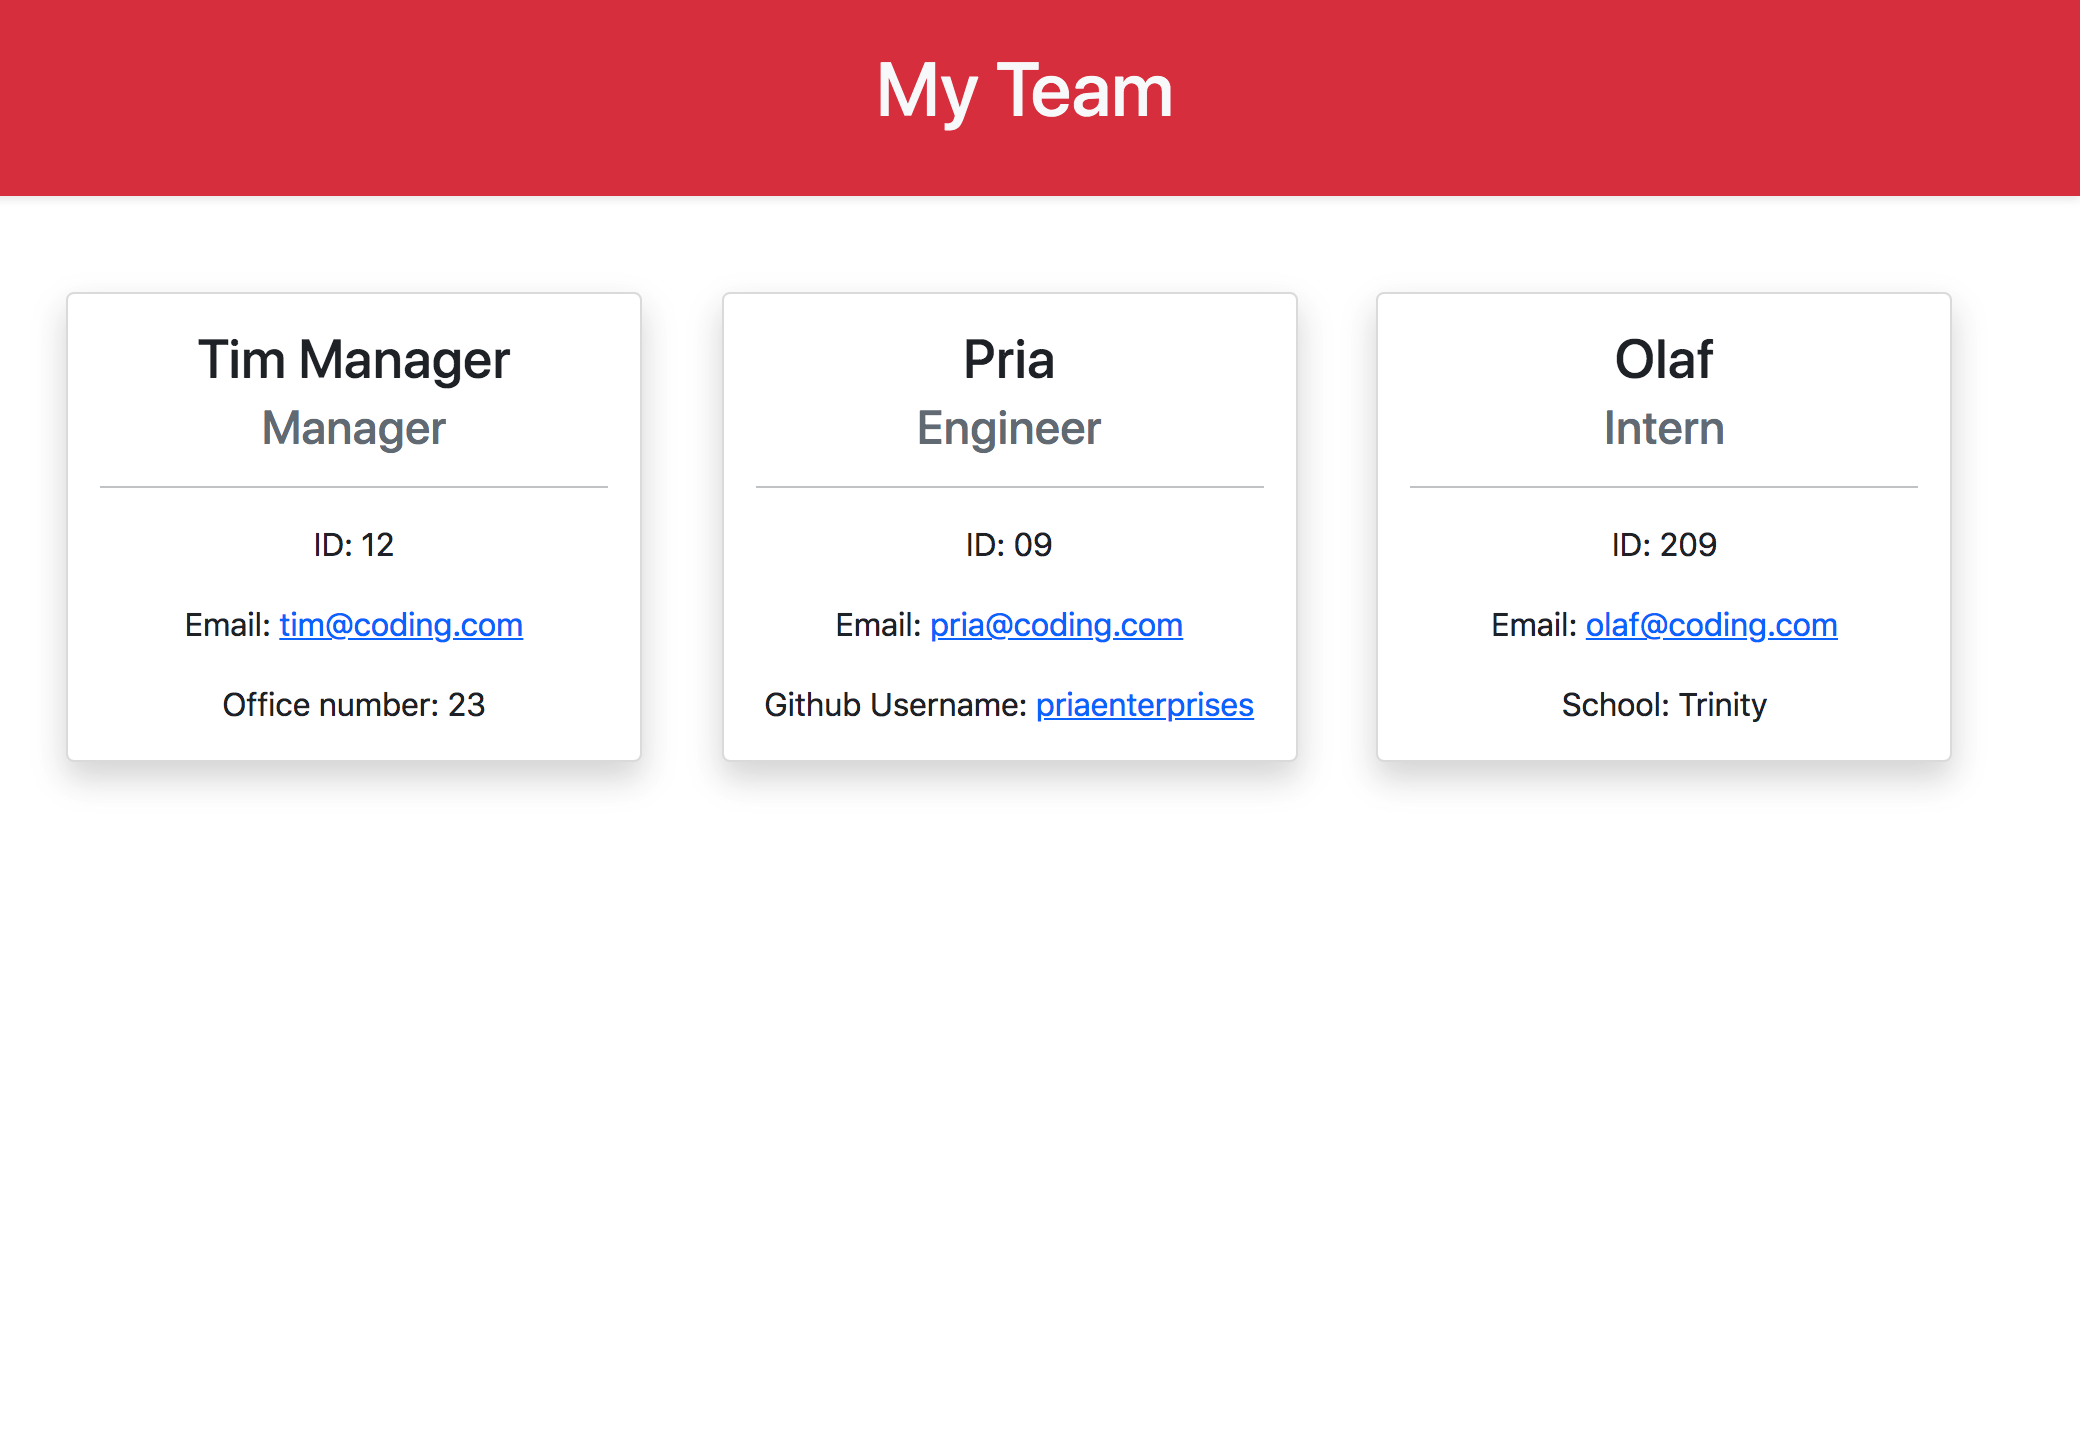 My Team
Tim Manager
Manager
ID: 12
Email: tim@coding.com
Office number: 23
Pria
Engineer
ID: 09
Email: pria@coding.com
Github Username: priaenterprises
Olaf
Intern
ID: 209
Email: olaf@coding.com
School: Trinity